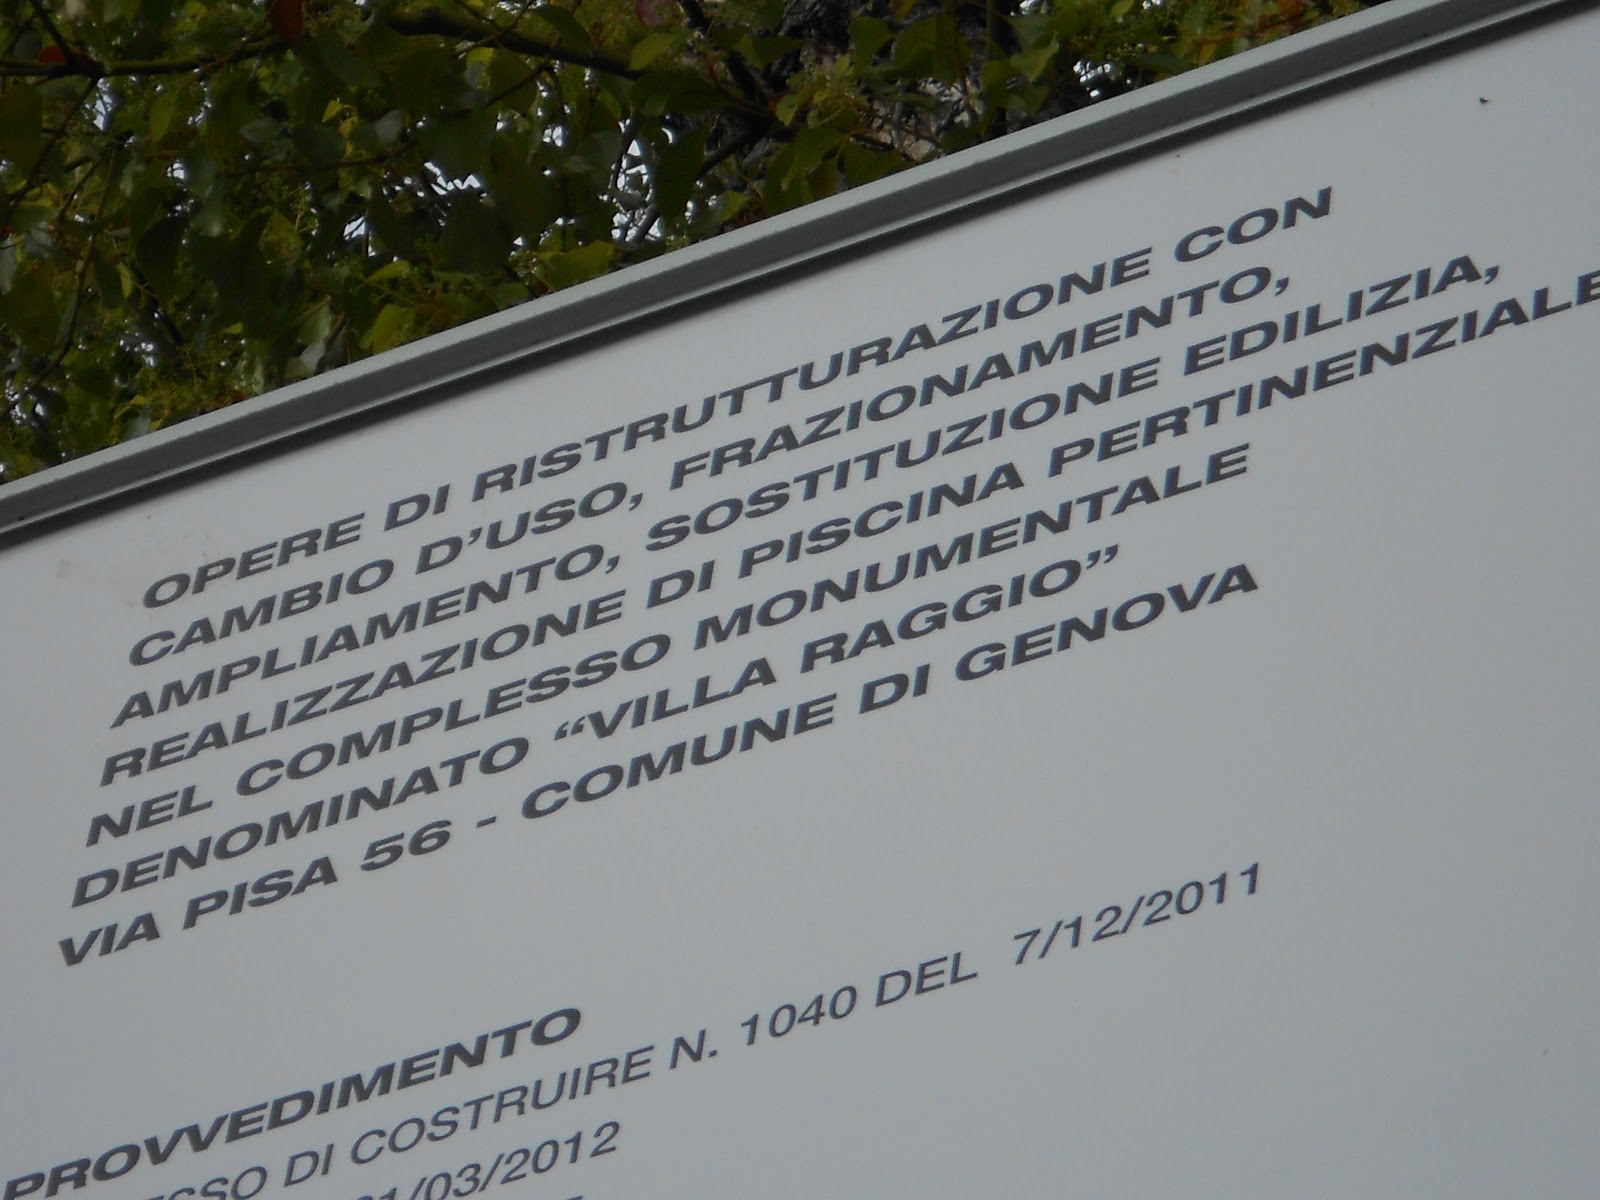 OPERE DI RISTRUTTURAZIONE CON
CAMBIO D'USO, FRAZIONAMENTO,
AMPLIAMENTO, SOSTITUZIONE EDILIZIA,
REALIZZAZIONE DI PISCINA PERTINENZIALE
NEL COMPLESSO MONUMENTALE
DENOMINATO “VILLA RAGGIO”
VIA PISA 56 - COMUNE DI GENOVA
PROVVEDIMENTO
DI COSTRUIRE N. 1040 DEL 7/12/2011